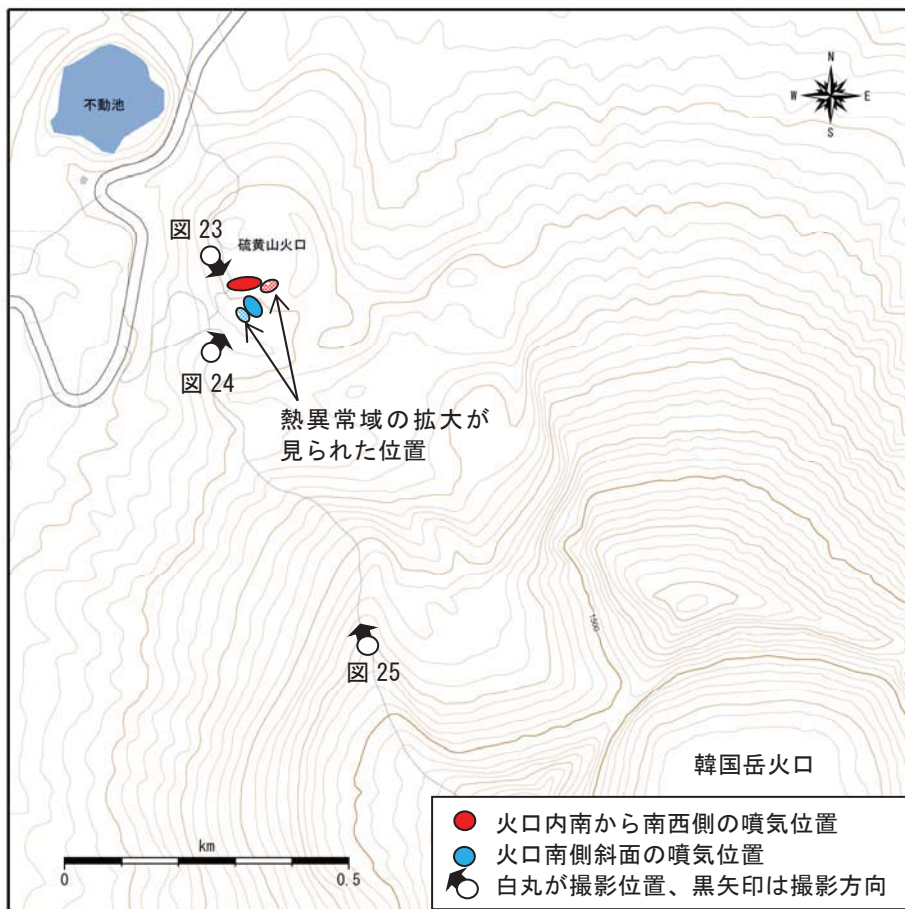 不動池
N
W E
S
図 23
硫黄山火口
図 24
熱異常域の拡大が
見られた位置
1500
図 25
韓国岳火口
火口内南から南西側の噴気位置
火口南側斜面の噴気位置
白丸が撮影位置、黒矢印は撮影方向
km
0 0.5